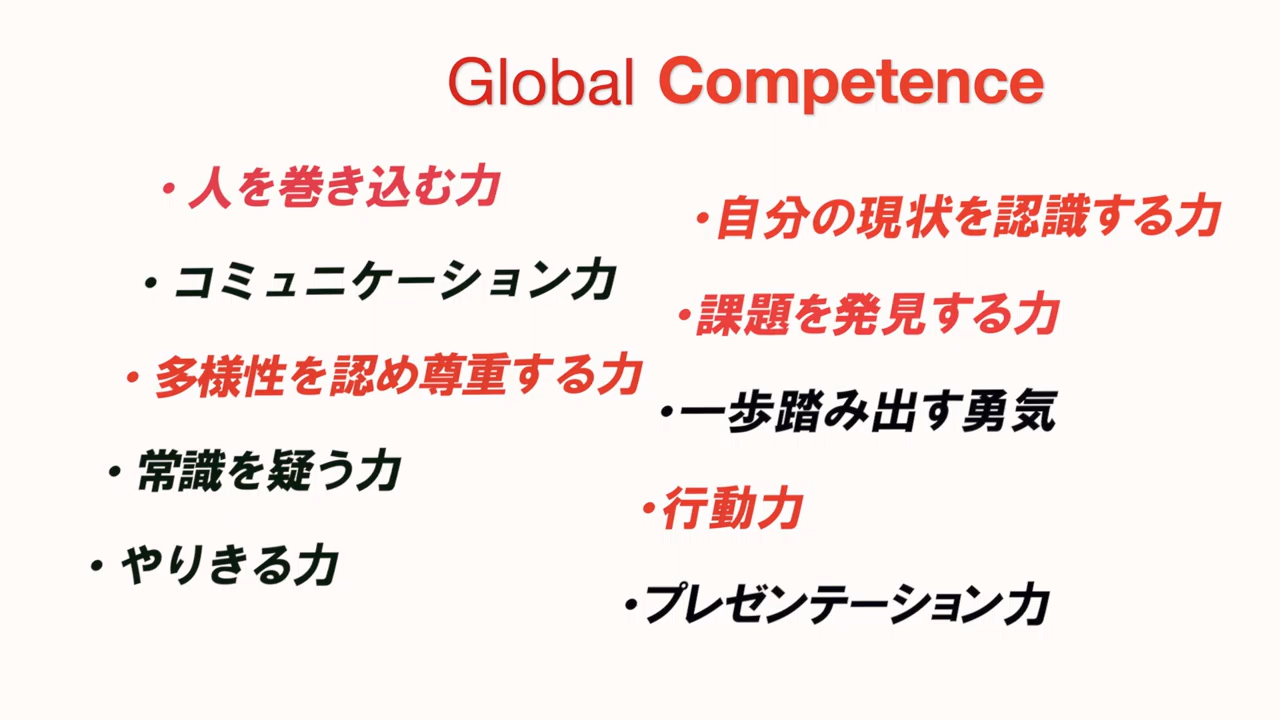 Global Competence
・人を巻き込む力
・コミュニケーション力
・多様性を認め尊重する力
・常識を疑う力
・やりきる力
・自分の現状を認識する力
・課題を発見する力
・一歩踏み出す勇気
・行動力
・プレゼンテーション力